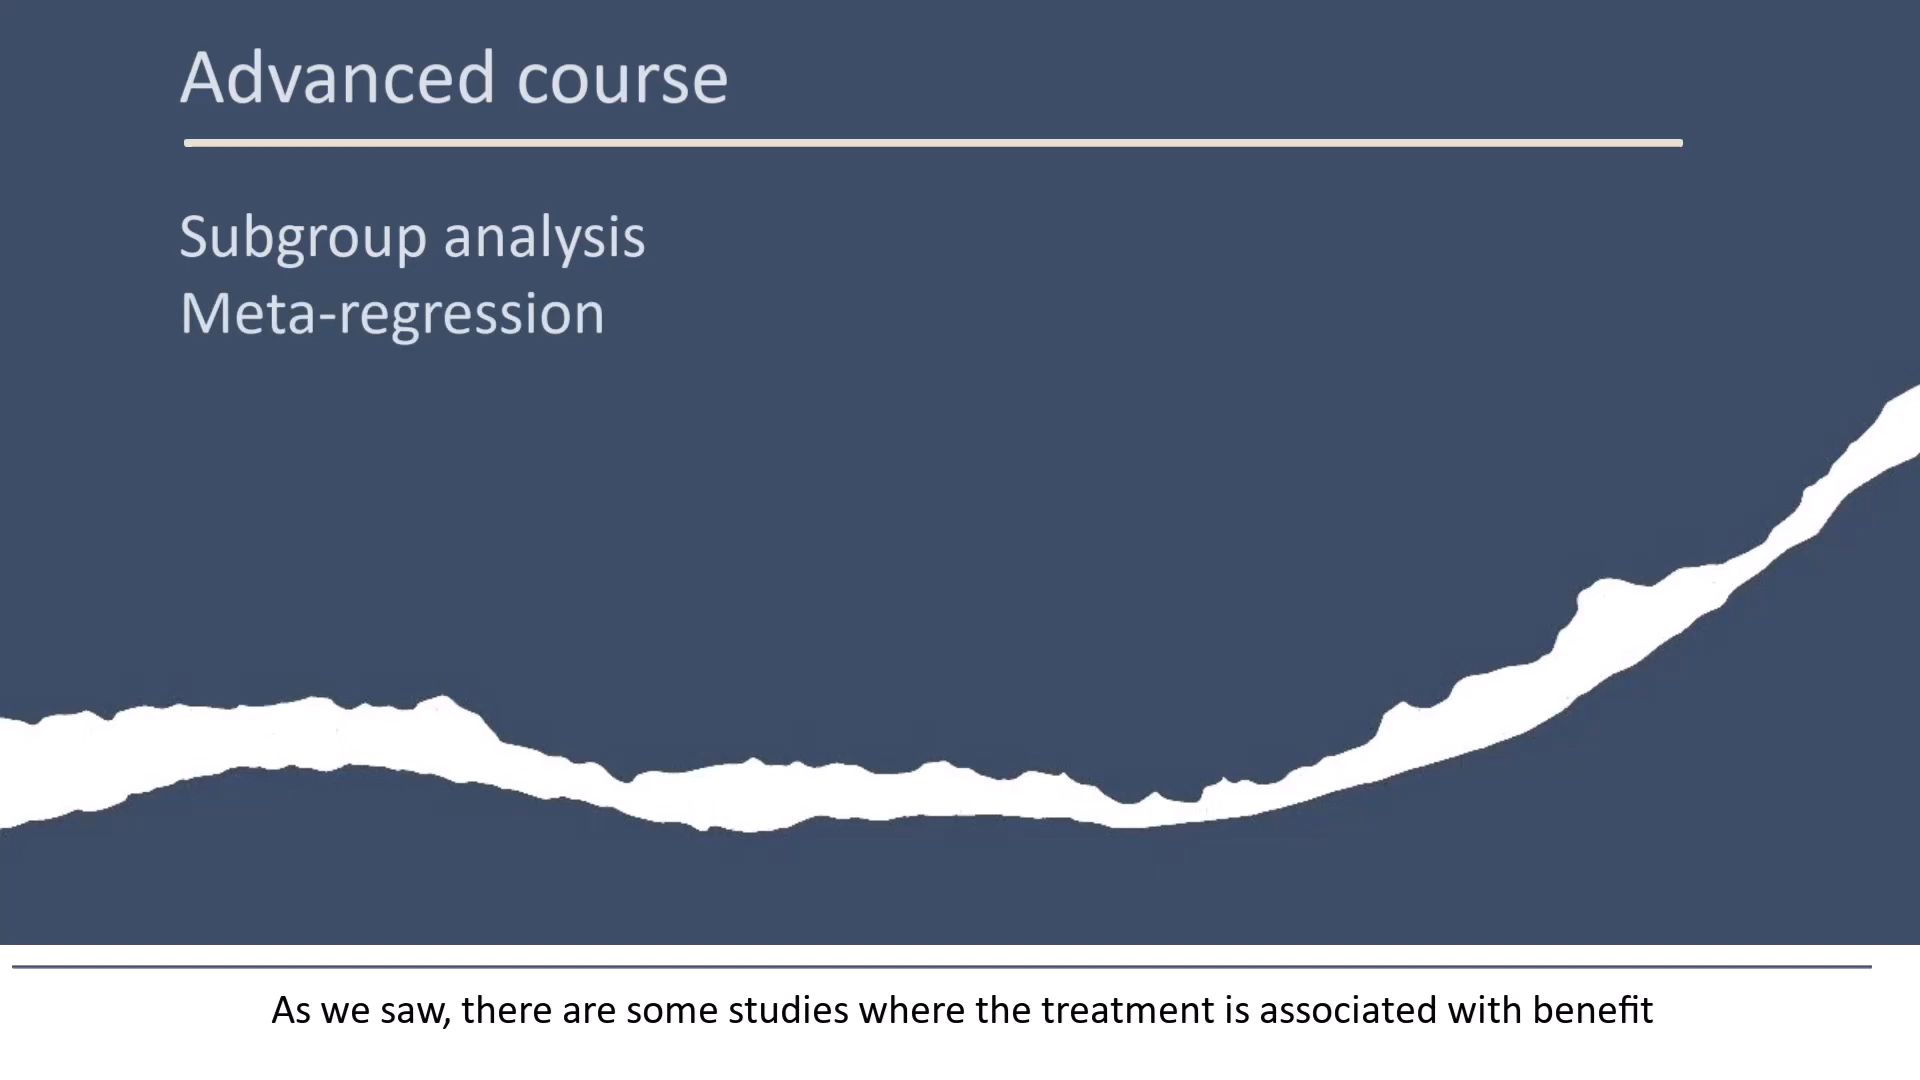 Advanced course
Subgroup analysis
Meta-regression
As we saw, there are some studies where the treatment is associated with benefit